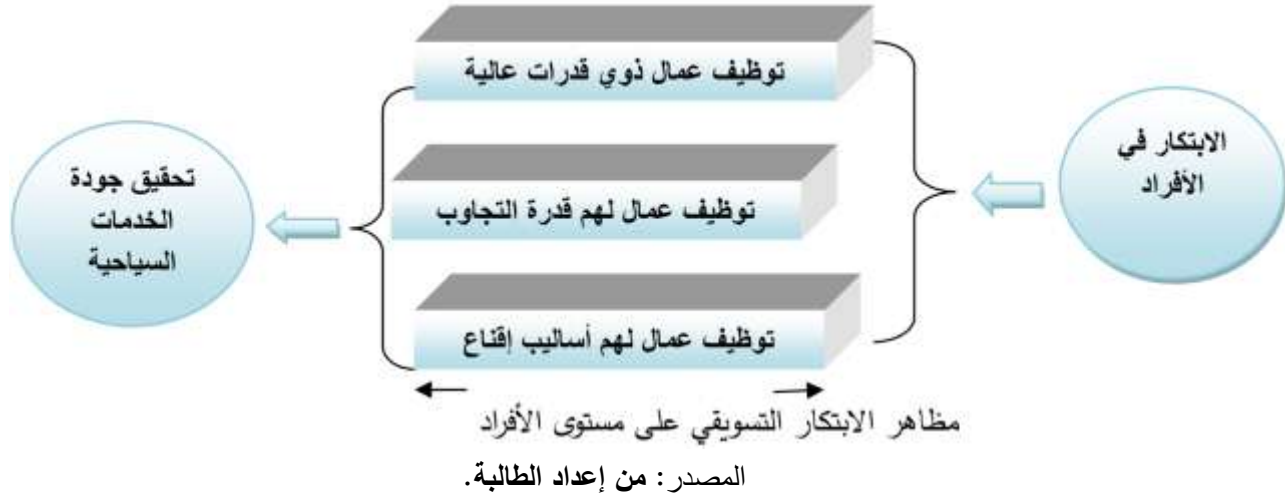 الابتكار في
الأفراد
توظيف عمال ذوي قدرات عالية
توظيف عمال لهم قدرة التجاوب
توظيف عمال لهم أساليب إقناع
تحقيق جودة
الخدمات
السياحية
مظاهر الابتكار التسويقي على مستوى الأفراد
المصدر: من إعداد الطالبة.